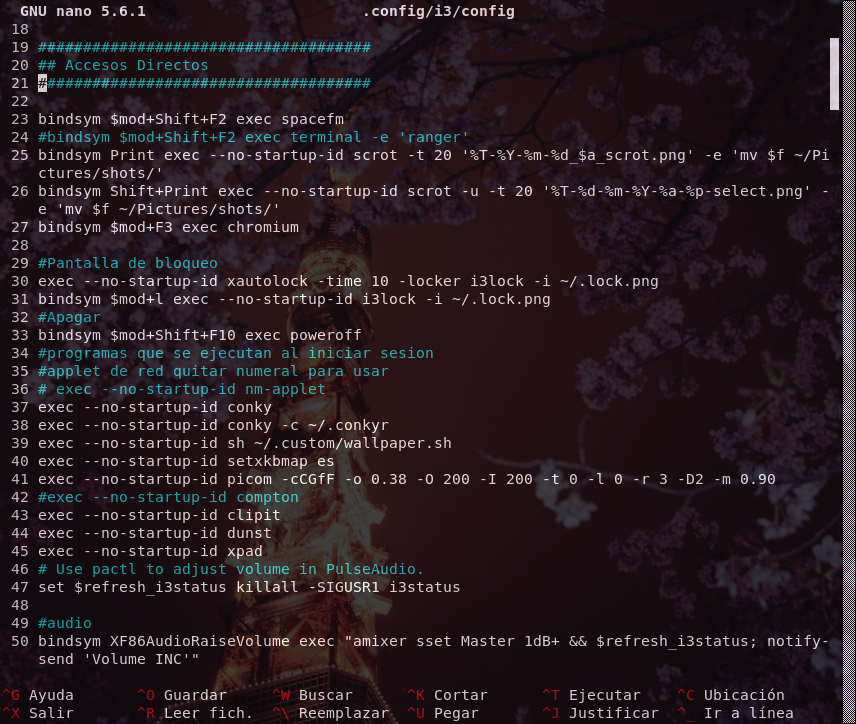 GNU nano 5.6.1 .config/i3/config
18
19 #####################################
20 ## Accesos Directos
21 #####################################
22
23 bindsym $mod+Shift+F2 exec spacefm
24 #bindsym $mod+Shift+F2 exec terminal -e 'ranger'
25 bindsym Print exec --no-startup-id scrot -t 20 '%T-%Y-%m-%d_$a_scrot.png' -e 'mv $f ~/Pi
ctures/shots/'
26 bindsym Shift+Print exec --no-startup-id scrot -u -t 20 '%T-%d-%m-%Y-%a-%p-select.png' -
e 'mv $f ~/Pictures/shots/'
27 bindsym $mod+F3 exec chromium
28
29 #Pantalla de bloqueo
30 exec --no-startup-id xautolock -time 10 -locker i3lock -i ~/.lock.png
31 bindsym $mod+l exec --no-startup-id i3lock -i ~/.lock.png
32 #Apagar
33 bindsym $mod+Shift+F10 exec poweroff
34 #programas que se ejecutan al iniciar sesion
35 #applet de red quitar numeral para usar
36 # exec --no-startup-id nm-applet
37 exec --no-startup-id conky
38 exec --no-startup-id conky -c ~/.conkyr
39 exec --no-startup-id sh ~/.custom/wallpaper.sh
40 exec --no-startup-id setxkbmap es
41 exec --no-startup-id picom -cCGfF -o 0.38 -O 200 -I 200 -t 0 -l 0 -r 3 -D2 -m 0.90
42 #exec --no-startup-id compton
43 exec --no-startup-id clipit
44 exec --no-startup-id dunst
45 exec --no-startup-id xpad
46 # Use pactl to adjust volume in PulseAudio.
47 set $refresh_i3status killall -SIGUSR1 i3status
48
49 #audio
50 bindsym XF86AudioRaiseVolume exec "amixer sset Master 1dB+ && $refresh_i3status; notify-
send 'Volume INC'"
^G Ayuda ^O Guardar ^W Buscar ^K Cortar ^T Ejecutar ^C Ubicación
^X Salir ^R Leer fich. ^\ Reemplazar ^U Pegar ^J Justificar ^_ Ir a línea